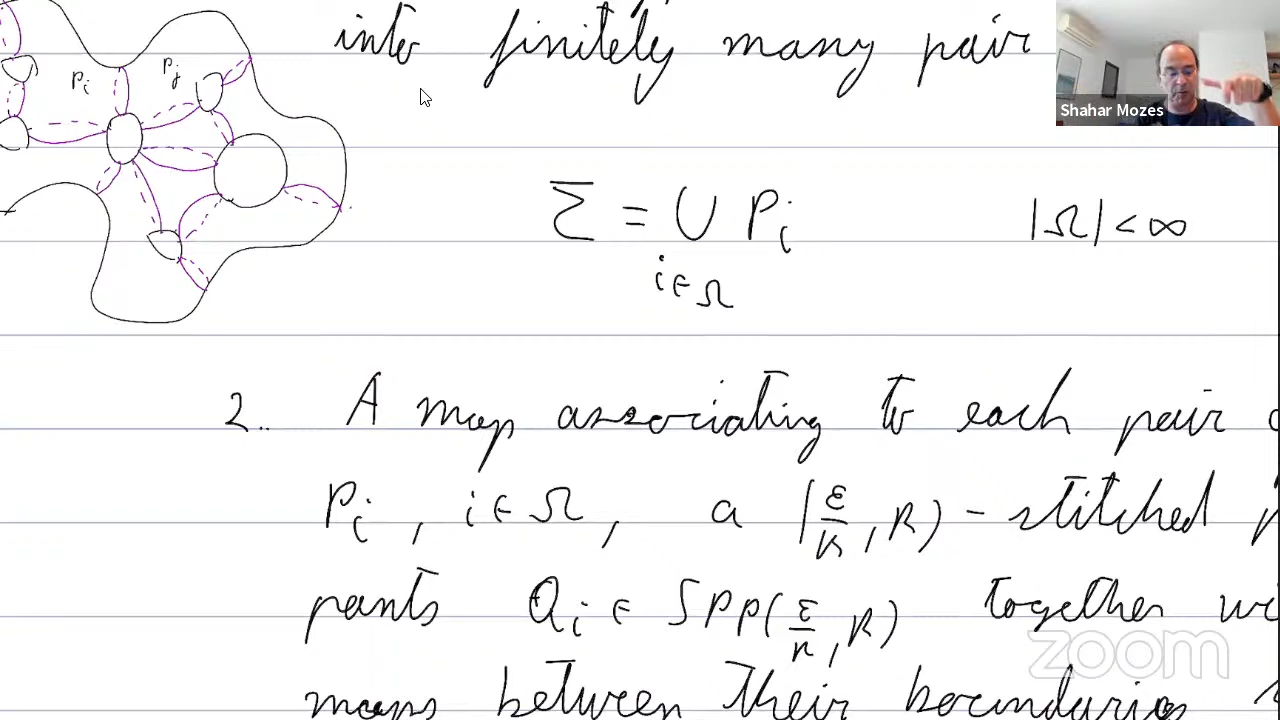 into finitely many pair
Shahar Mozes
P_i P_j
Σ = ∪ P_i |Ω| < ∞
i ∈ Ω
2. A map associating to each pair o
P_i , i ∈ Ω, a (ε/R , R) - stitched p
pants Q_i ∈ SPP(ε/R , R) together wi
zoom
maps between their boundaries